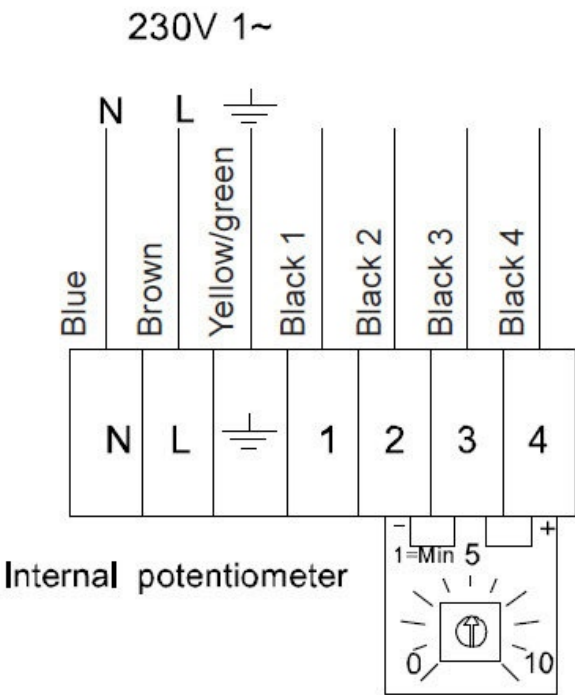 230V 1~
N L
Blue Brown Yellow/green Black 1 Black 2 Black 3 Black 4
N L 1 2 3 4
- +
1=Min 5
Internal potentiometer
0 10